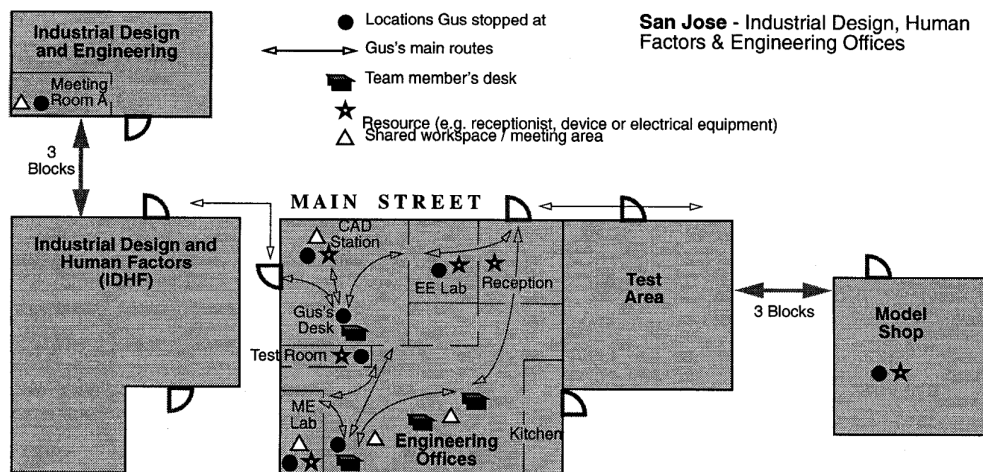 Industrial Design
and Engineering
Meeting
Room A
3
Blocks
Locations Gus stopped at
Gus's main routes
Team member's desk
Resource (e.g. receptionist, device or electrical equipment)
Shared workspace / meeting area
San Jose - Industrial Design, Human
Factors & Engineering Offices
MAIN STREET
Industrial Design and
Human Factors
(IDHF)
CAD
Station
EE Lab
Reception
Gus's
Desk
Test Room
ME
Lab
Engineering
Offices
Kitchen
Test
Area
3 Blocks
Model
Shop